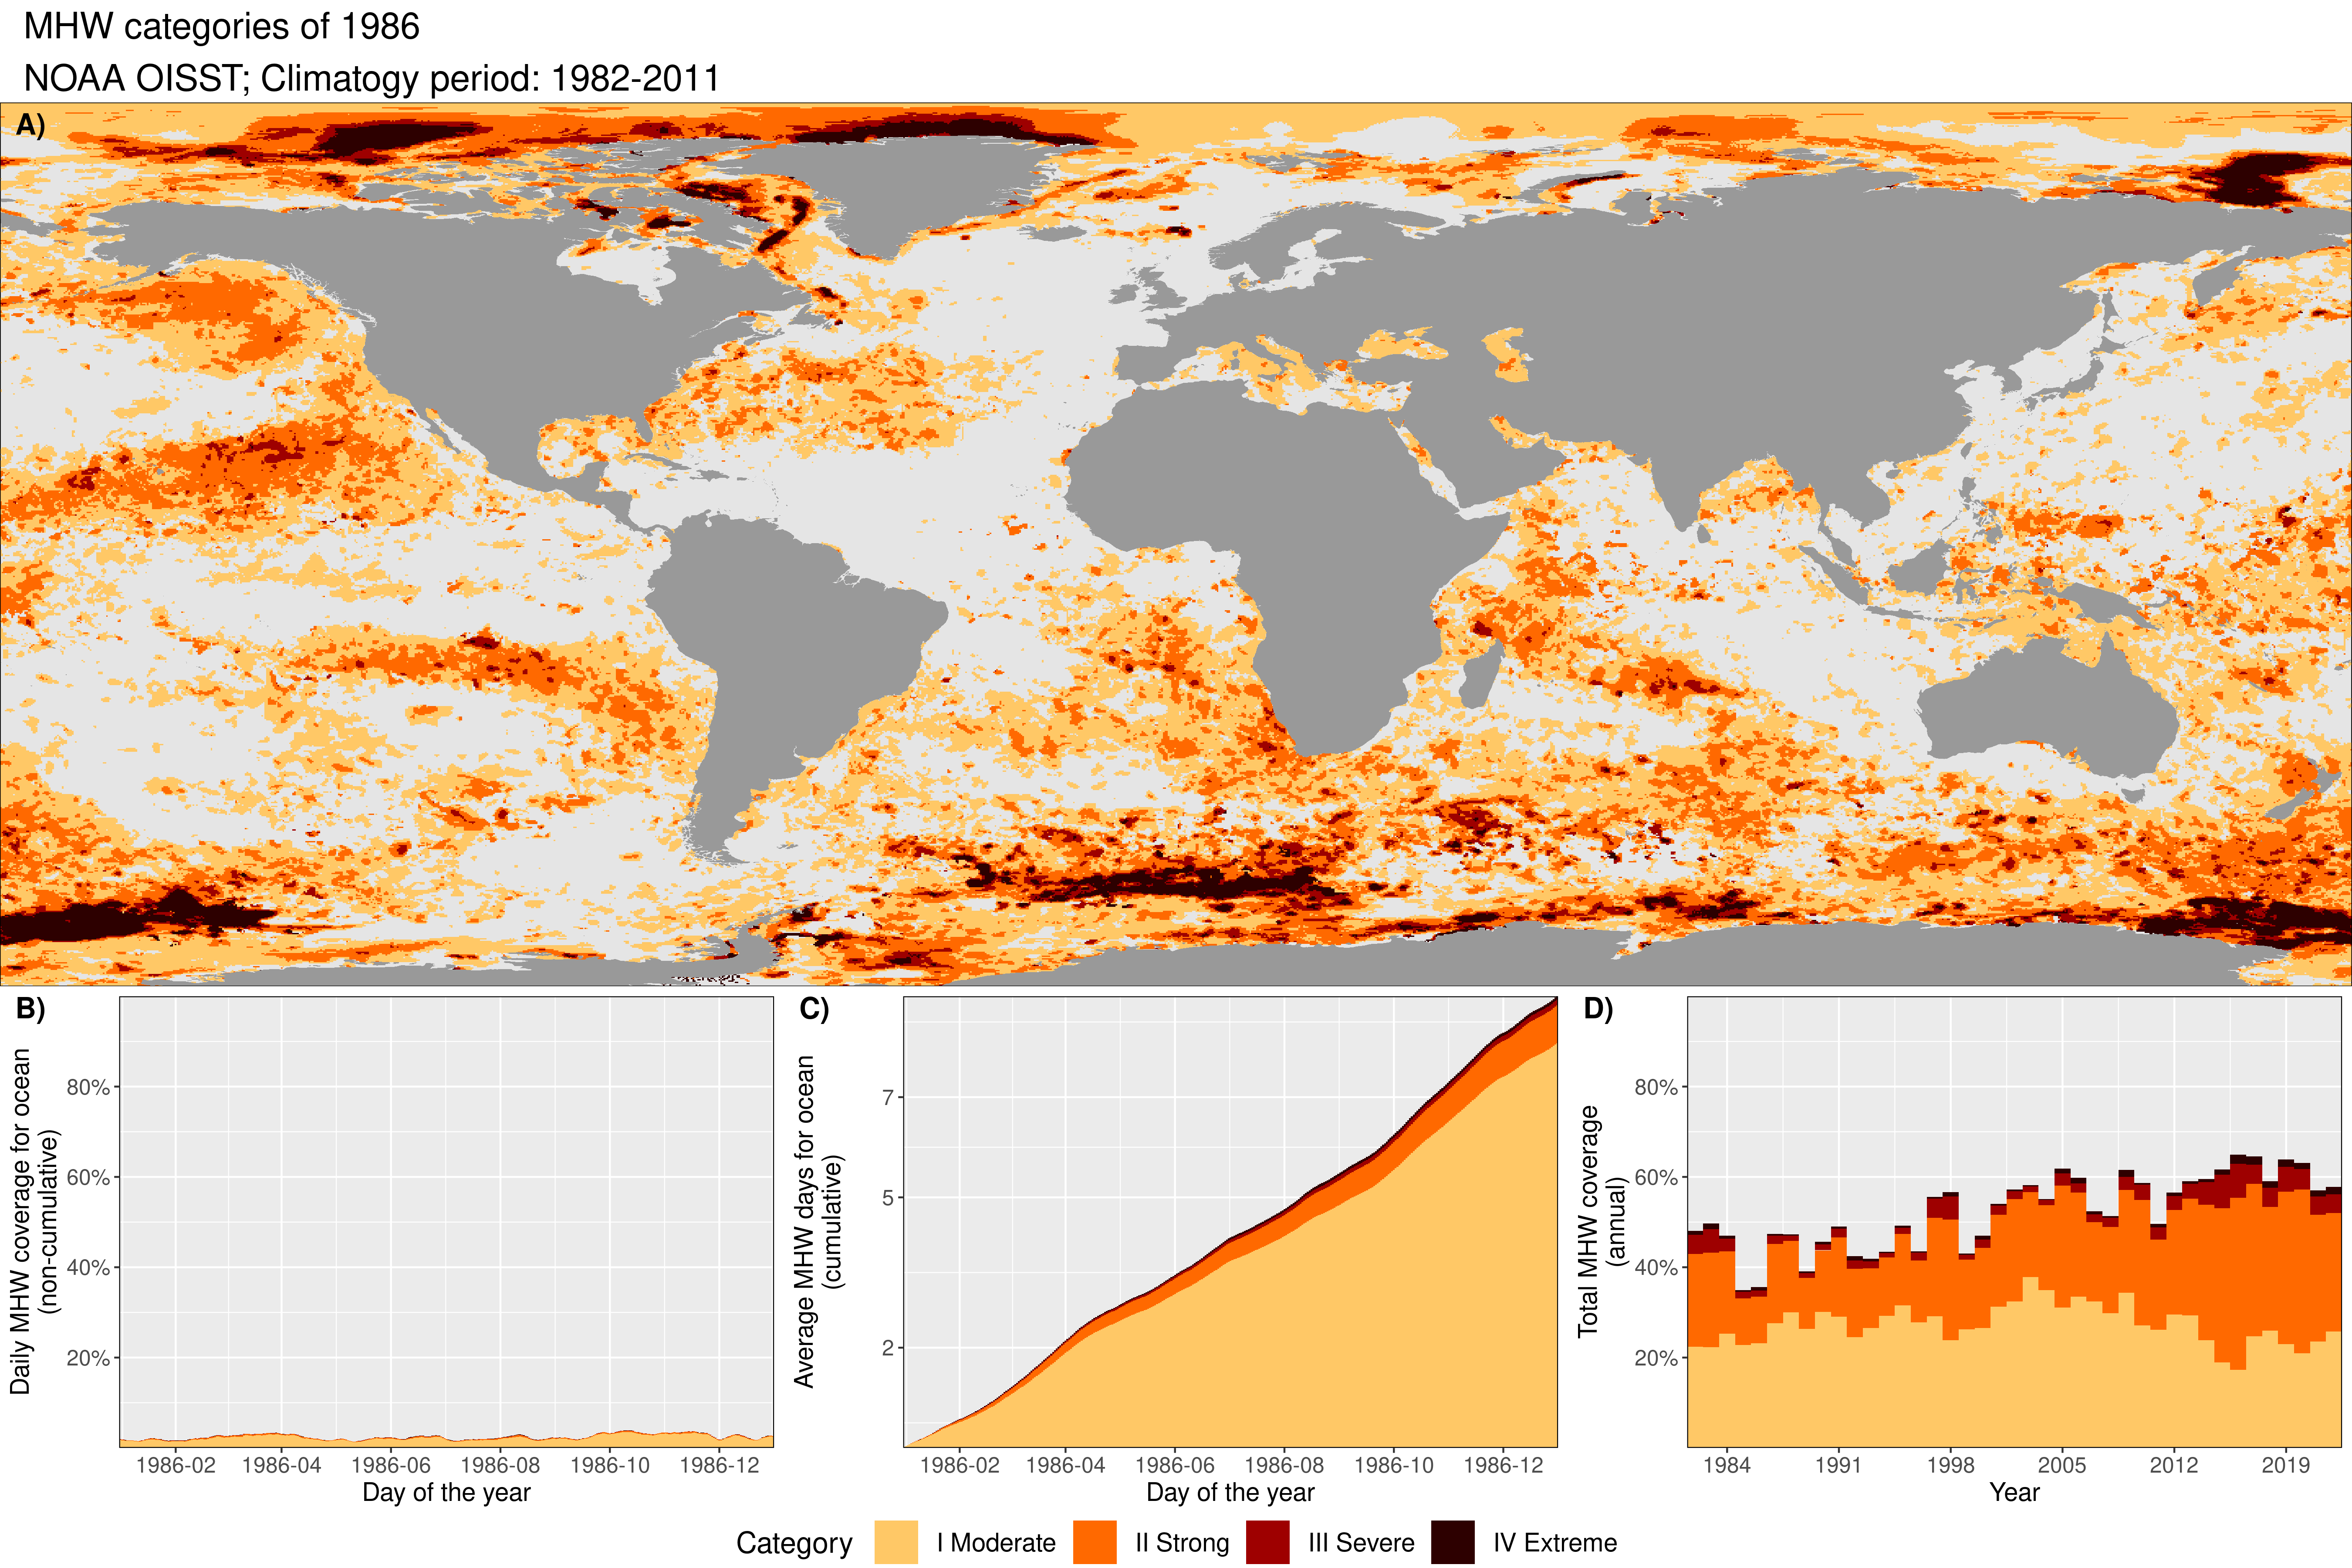 MHW categories of 1986
NOAA OISST; Climatogy period: 1982-2011
A)
B)
Daily MHW coverage for ocean
(non-cumulative)
80%
60%
40%
20%
1986-02 1986-04 1986-06 1986-08 1986-10 1986-12
Day of the year
C)
Average MHW days for ocean
(cumulative)
7
5
2
1986-02 1986-04 1986-06 1986-08 1986-10 1986-12
Day of the year
D)
Total MHW coverage
(annual)
80%
60%
40%
20%
1984 1991 1998 2005 2012 2019
Year
Category I Moderate II Strong III Severe IV Extreme